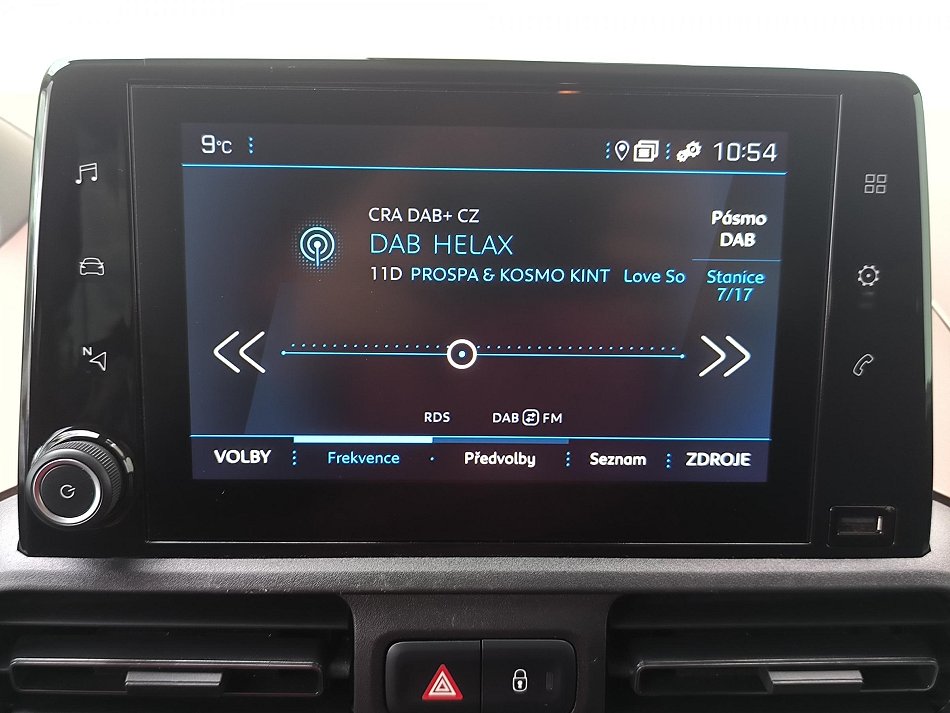 9°C 10:54
CRA DAB+ CZ
DAB HELAX
11D PROSPA & KOSMO KINT Love So
Pásmo
DAB
Stanice
7/17
RDS DAB FM
VOLBY Frekvence Předvolby Seznam ZDROJE
N